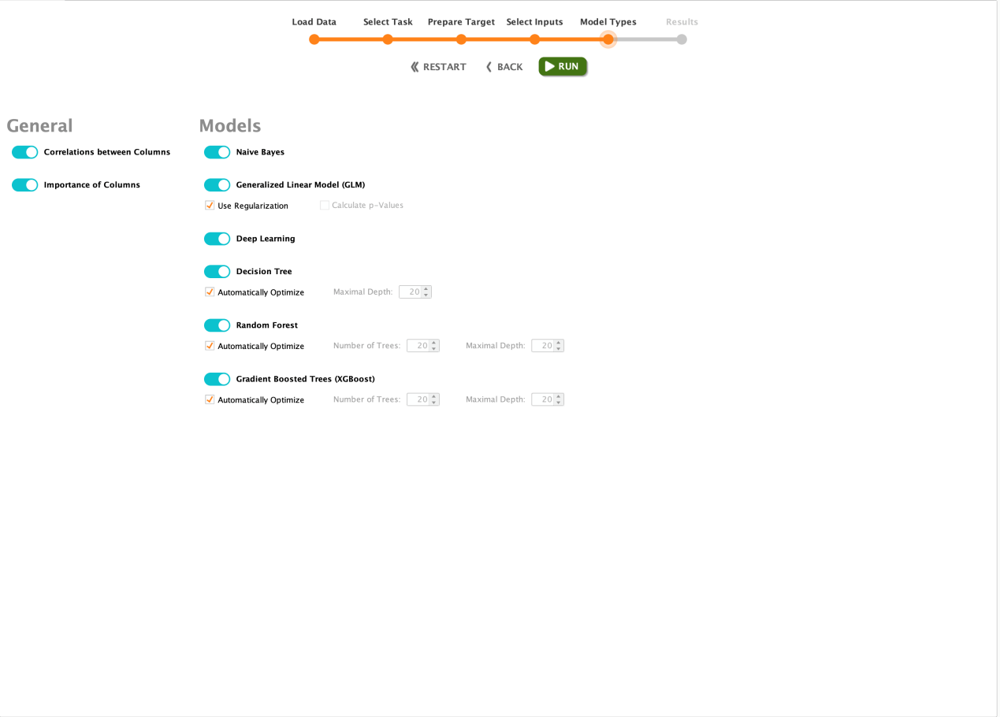 Load Data Select Task Prepare Target Select Inputs Model Types Results
RESTART BACK RUN
General
Correlations between Columns
Importance of Columns
Models
Naive Bayes
Generalized Linear Model (GLM)
Use Regularization Calculate p-Values
Deep Learning
Decision Tree
Automatically Optimize Maximal Depth: 20
Random Forest
Automatically Optimize Number of Trees: 20 Maximal Depth: 20
Gradient Boosted Trees (XGBoost)
Automatically Optimize Number of Trees: 20 Maximal Depth: 20